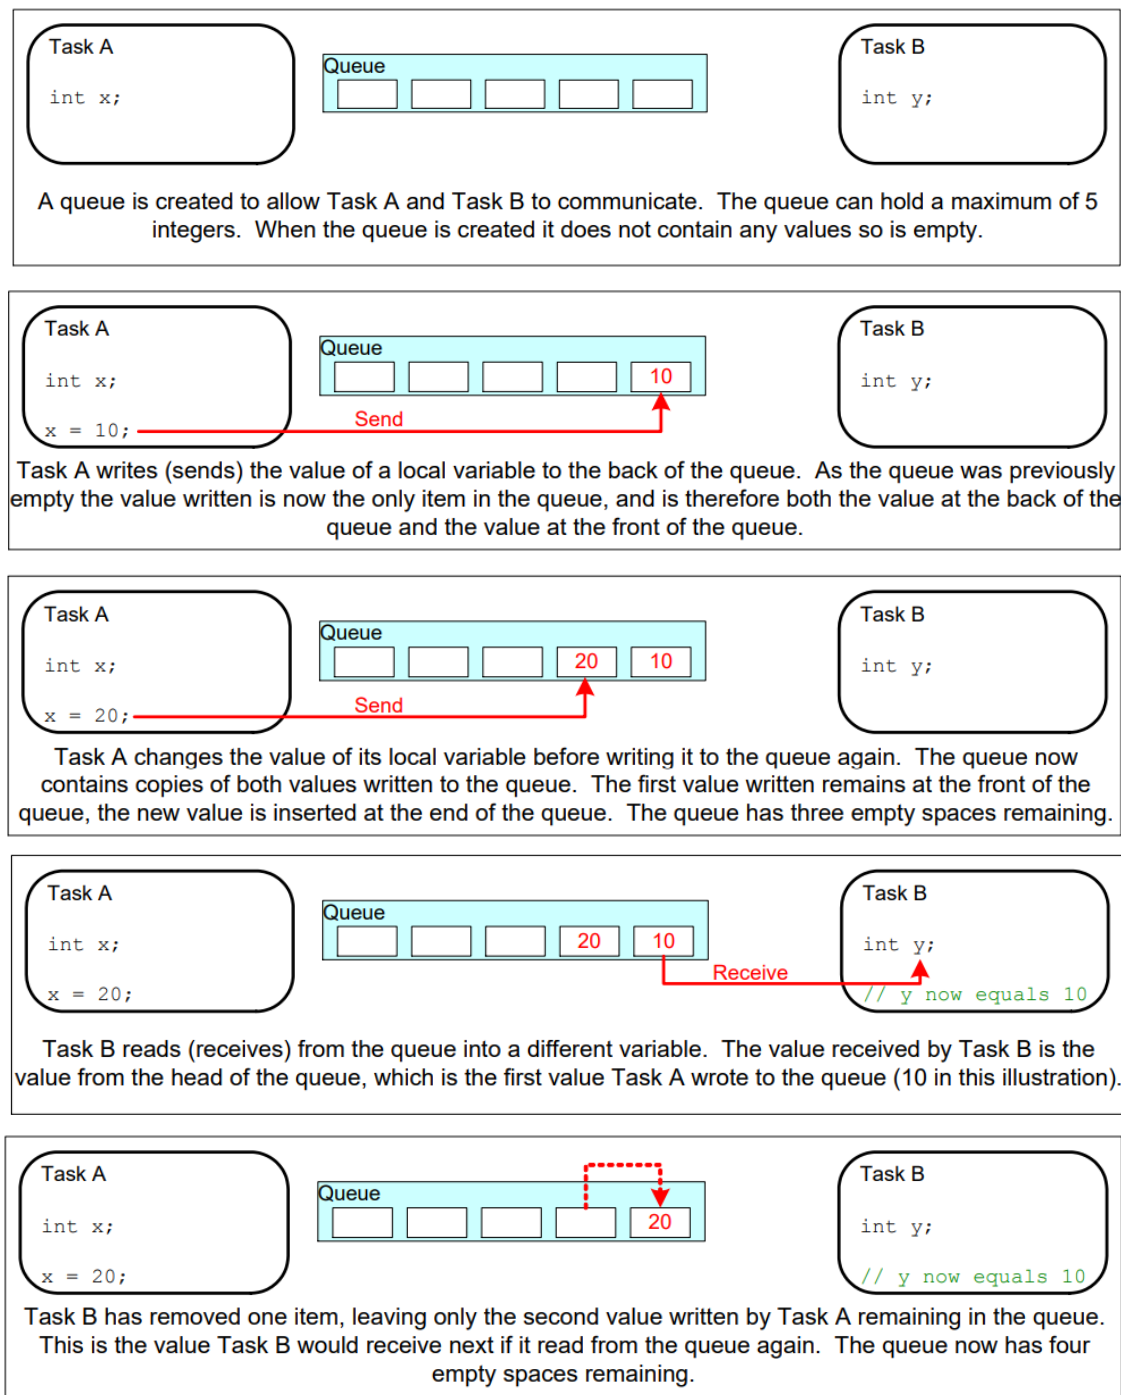 Task A
int x;
Queue
Task B
int y;
A queue is created to allow Task A and Task B to communicate. The queue can hold a maximum of 5
integers. When the queue is created it does not contain any values so is empty.
Task A
int x;
x = 10;
Send
Queue
10
Task B
int y;
Task A writes (sends) the value of a local variable to the back of the queue. As the queue was previously
empty the value written is now the only item in the queue, and is therefore both the value at the back of the
queue and the value at the front of the queue.
Task A
int x;
x = 20;
Send
Queue
20 10
Task B
int y;
Task A changes the value of its local variable before writing it to the queue again. The queue now
contains copies of both values written to the queue. The first value written remains at the front of the
queue, the new value is inserted at the end of the queue. The queue has three empty spaces remaining.
Task A
int x;
x = 20;
Queue
20 10
Receive
Task B
int y;
// y now equals 10
Task B reads (receives) from the queue into a different variable. The value received by Task B is the
value from the head of the queue, which is the first value Task A wrote to the queue (10 in this illustration).
Task A
int x;
x = 20;
Queue
20
Task B
int y;
// y now equals 10
Task B has removed one item, leaving only the second value written by Task A remaining in the queue.
This is the value Task B would receive next if it read from the queue again. The queue now has four
empty spaces remaining.